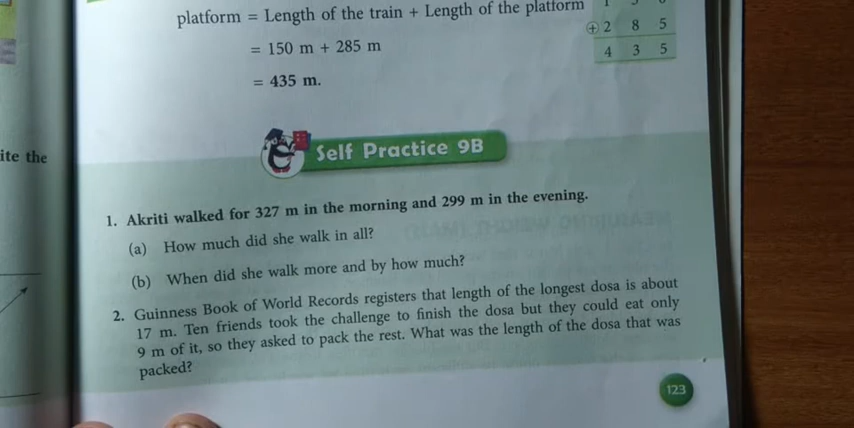 platform = Length of the train + Length of the platform
= 150 m + 285 m
= 435 m.
⊕ 2 8 5
4 3 5
ite the
Self Practice 9B
1. Akriti walked for 327 m in the morning and 299 m in the evening.
(a) How much did she walk in all?
(b) When did she walk more and by how much?
2. Guinness Book of World Records registers that length of the longest dosa is about
17 m. Ten friends took the challenge to finish the dosa but they could eat only
9 m of it, so they asked to pack the rest. What was the length of the dosa that was
packed?
123